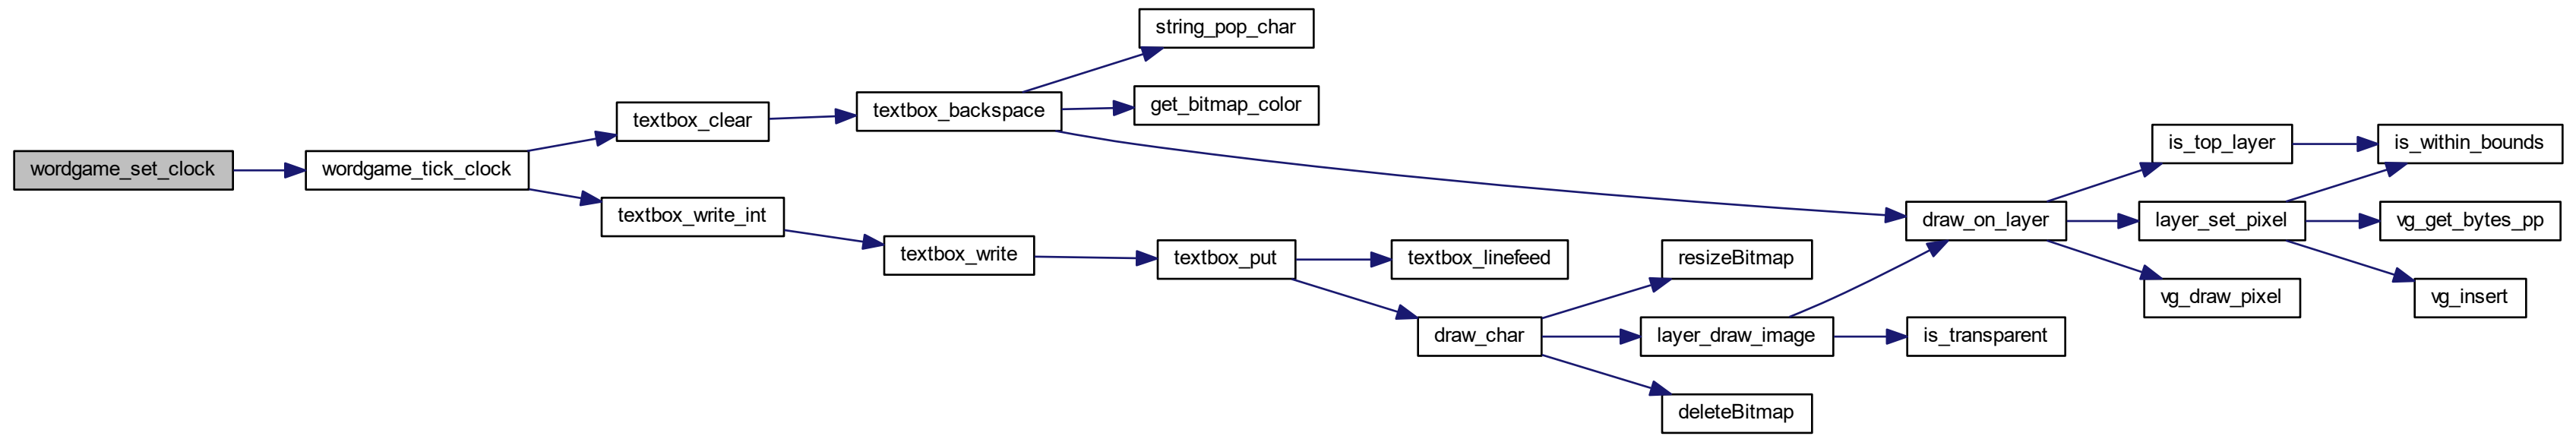 wordgame_set_clock
wordgame_tick_clock
textbox_clear
textbox_backspace
string_pop_char
get_bitmap_color
textbox_write_int
textbox_write
textbox_put
textbox_linefeed
draw_char
resizeBitmap
layer_draw_image
deleteBitmap
draw_on_layer
is_transparent
is_top_layer
layer_set_pixel
vg_draw_pixel
is_within_bounds
vg_get_bytes_pp
vg_insert